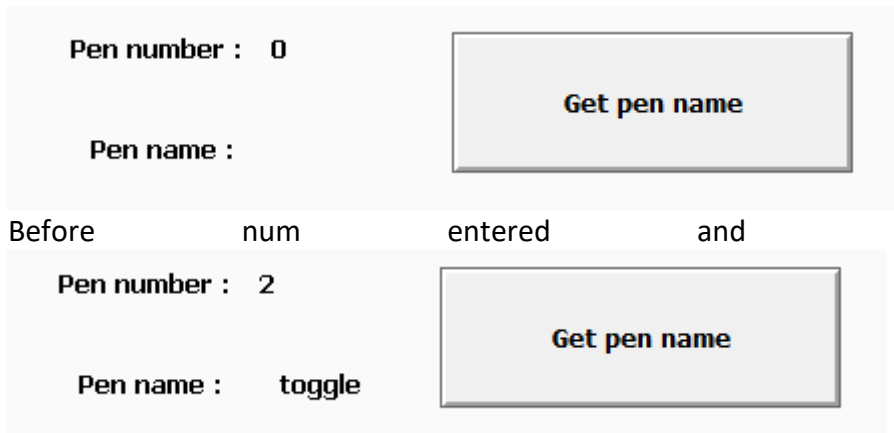 Pen number : 0
Get pen name
Pen name :
Before num entered and
Pen number : 2
Get pen name
Pen name : toggle